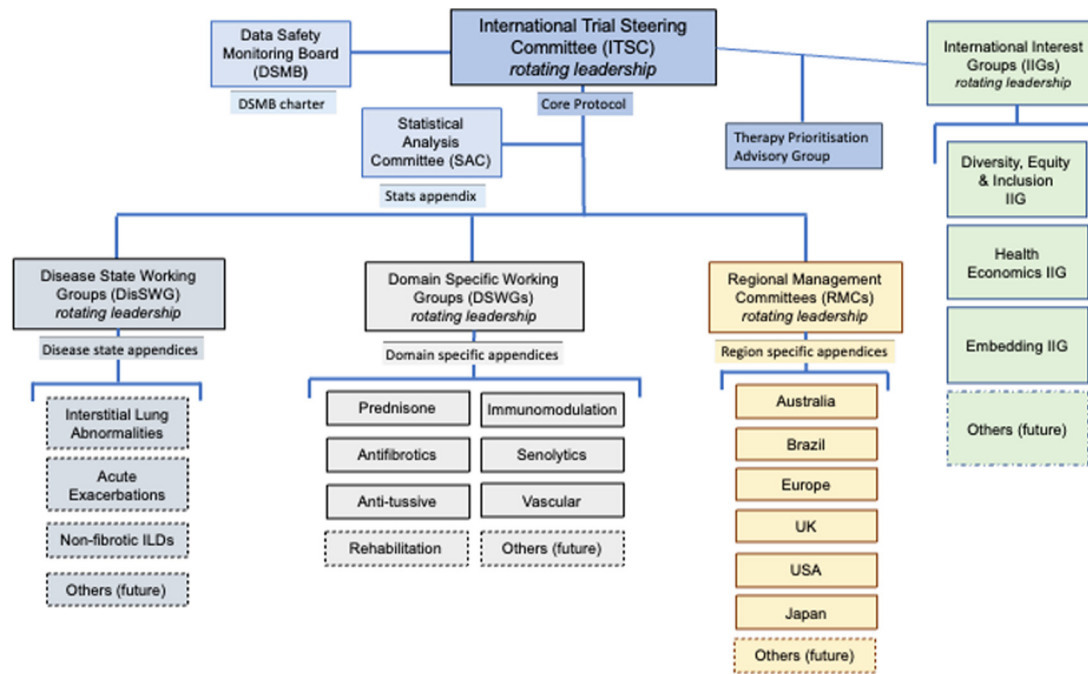 Data Safety
Monitoring Board
(DSMB)
DSMB charter
International Trial Steering
Committee (ITSC)
rotating leadership
Core Protocol
International Interest
Groups (IIGs)
rotating leadership
Statistical
Analysis
Committee (SAC)
Stats appendix
Therapy Prioritisation
Advisory Group
Diversity, Equity
& Inclusion
IIG
Health
Economics IIG
Embedding IIG
Others (future)
Disease State Working
Groups (DisSWG)
rotating leadership
Disease state appendices
Interstitial Lung
Abnormalities
Acute
Exacerbations
Non-fibrotic ILDs
Others (future)
Domain Specific Working
Groups (DSWGs)
rotating leadership
Domain specific appendices
Prednisone
Immunomodulation
Antifibrotics
Senolytics
Anti-tussive
Vascular
Rehabilitation
Others (future)
Regional Management
Committees (RMCs)
rotating leadership
Region specific appendices
Australia
Brazil
Europe
UK
USA
Japan
Others (future)